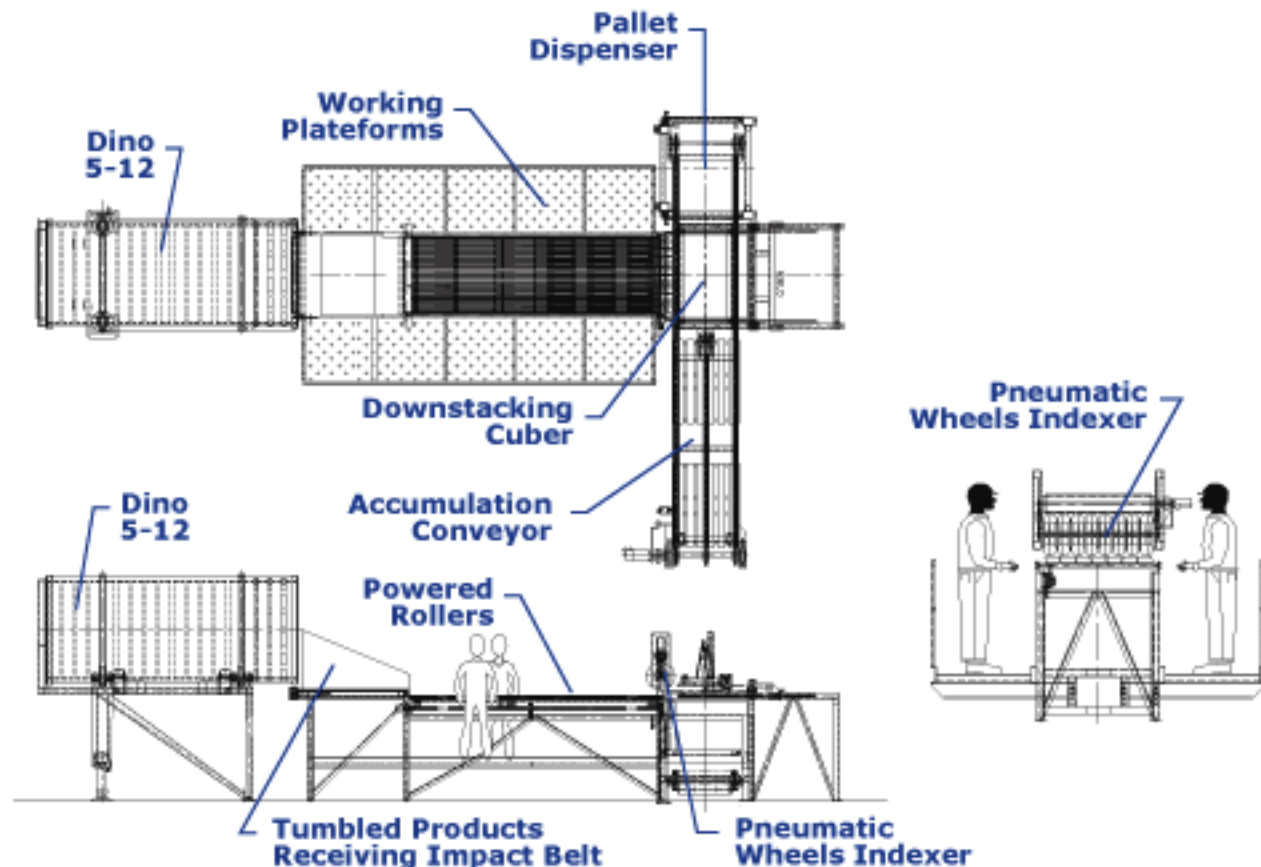 Pallet
Dispenser
Working
Plateforms
Dino
5-12
Downstacking
Cuber
Pneumatic
Wheels Indexer
Accumulation
Conveyor
Dino
5-12
Powered
Rollers
Tumbled Products
Receiving Impact Belt
Pneumatic
Wheels Indexer